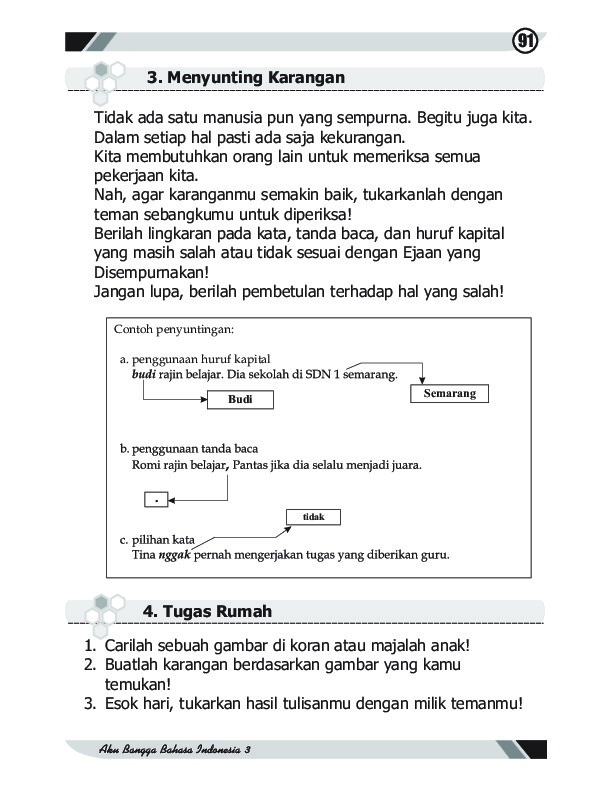 91
3. Menyunting Karangan
Tidak ada satu manusia pun yang sempurna. Begitu juga kita.
Dalam setiap hal pasti ada saja kekurangan.
Kita membutuhkan orang lain untuk memeriksa semua
pekerjaan kita.
Nah, agar karanganmu semakin baik, tukarkanlah dengan
teman sebangkumu untuk diperiksa!
Berilah lingkaran pada kata, tanda baca, dan huruf kapital
yang masih salah atau tidak sesuai dengan Ejaan yang
Disempurnakan!
Jangan lupa, berilah pembetulan terhadap hal yang salah!
Contoh penyuntingan:
a. penggunaan huruf kapital
budi rajin belajar. Dia sekolah di SDN 1 semarang.
Semarang
Budi
b. penggunaan tanda baca
Romi rajin belajar, Pantas jika dia selalu menjadi juara.
.
tidak
c. pilihan kata
Tina nggak pernah mengerjakan tugas yang diberikan guru.
4. Tugas Rumah
1. Carilah sebuah gambar di koran atau majalah anak!
2. Buatlah karangan berdasarkan gambar yang kamu
temukan!
3. Esok hari, tukarkan hasil tulisanmu dengan milik temanmu!
Aku Bangga Bahasa Indonesia 3